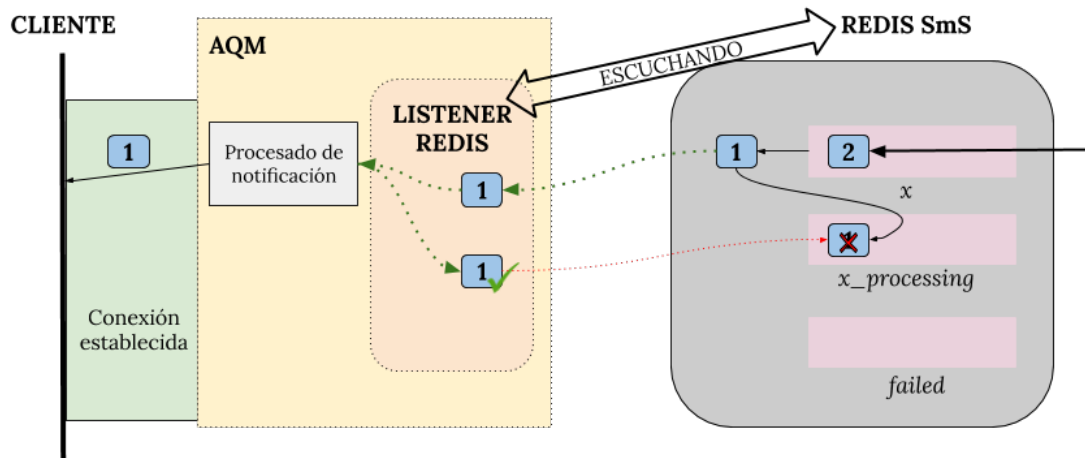 CLIENTE
REDIS SmS
AQM
ESCUCHANDO
LISTENER
REDIS
1
Procesado de
notificación
1
1
2
x
1
x_processing
Conexión
establecida
failed